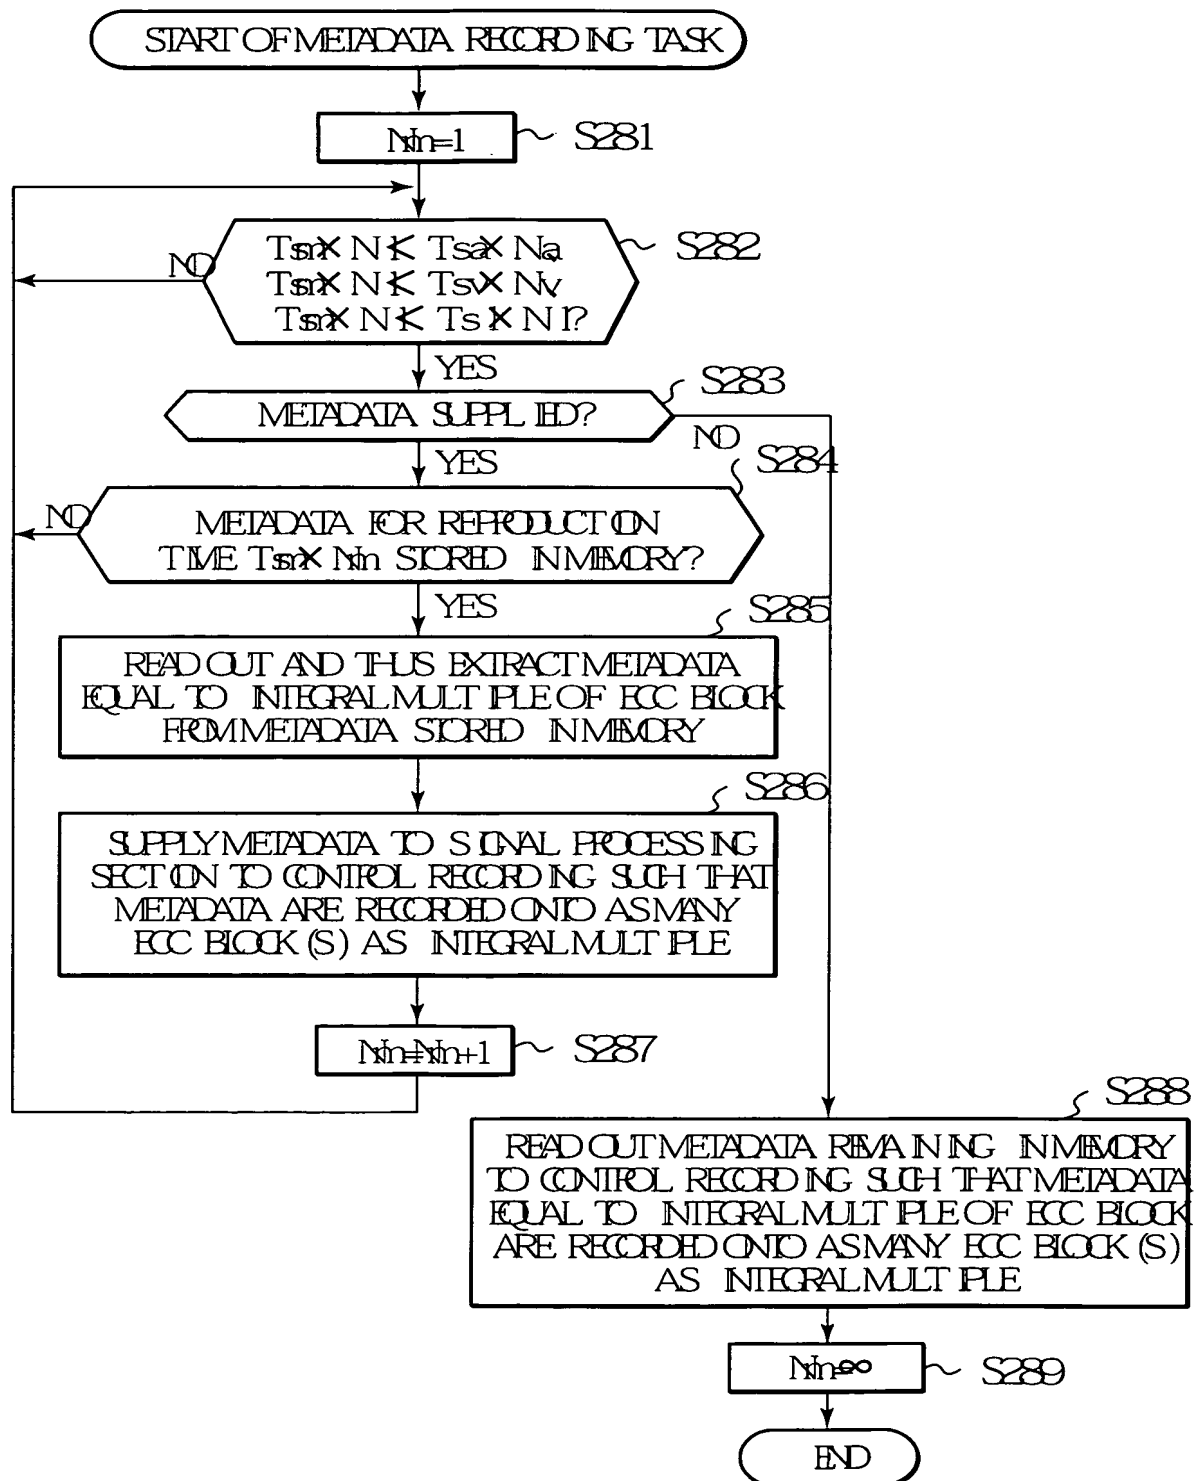 START OF METADATA RECORDING TASK
Nm=1
S281
Tsm× N1< Tsa× Na,
Tsm× N1< Tsv× Nv,
Tsm× N1< Tsl× Nl?
S282
NO
YES
METADATA SUPPLIED?
S283
NO
YES
METADATA FOR REPRODUCTION
TIME Tsm× Nm STORED IN MEMORY?
S284
NO
YES
S285
READ OUT AND THUS EXTRACT METADATA
EQUAL TO INTEGRAL MULTIPLE OF ECC BLOCK
FROM METADATA STORED IN MEMORY
S286
SUPPLY METADATA TO SIGNAL PROCESSING
SECTION TO CONTROL RECORDING SUCH THAT
METADATA ARE RECORDED ONTO AS MANY
ECC BLOCK(S) AS INTEGRAL MULTIPLE
Nm=Nm+1
S287
S288
READ OUT METADATA REMAINING IN MEMORY
TO CONTROL RECORDING SUCH THAT METADATA
EQUAL TO INTEGRAL MULTIPLE OF ECC BLOCK
ARE RECORDED ONTO AS MANY ECC BLOCK(S)
AS INTEGRAL MULTIPLE
Nm=∞
S289
END